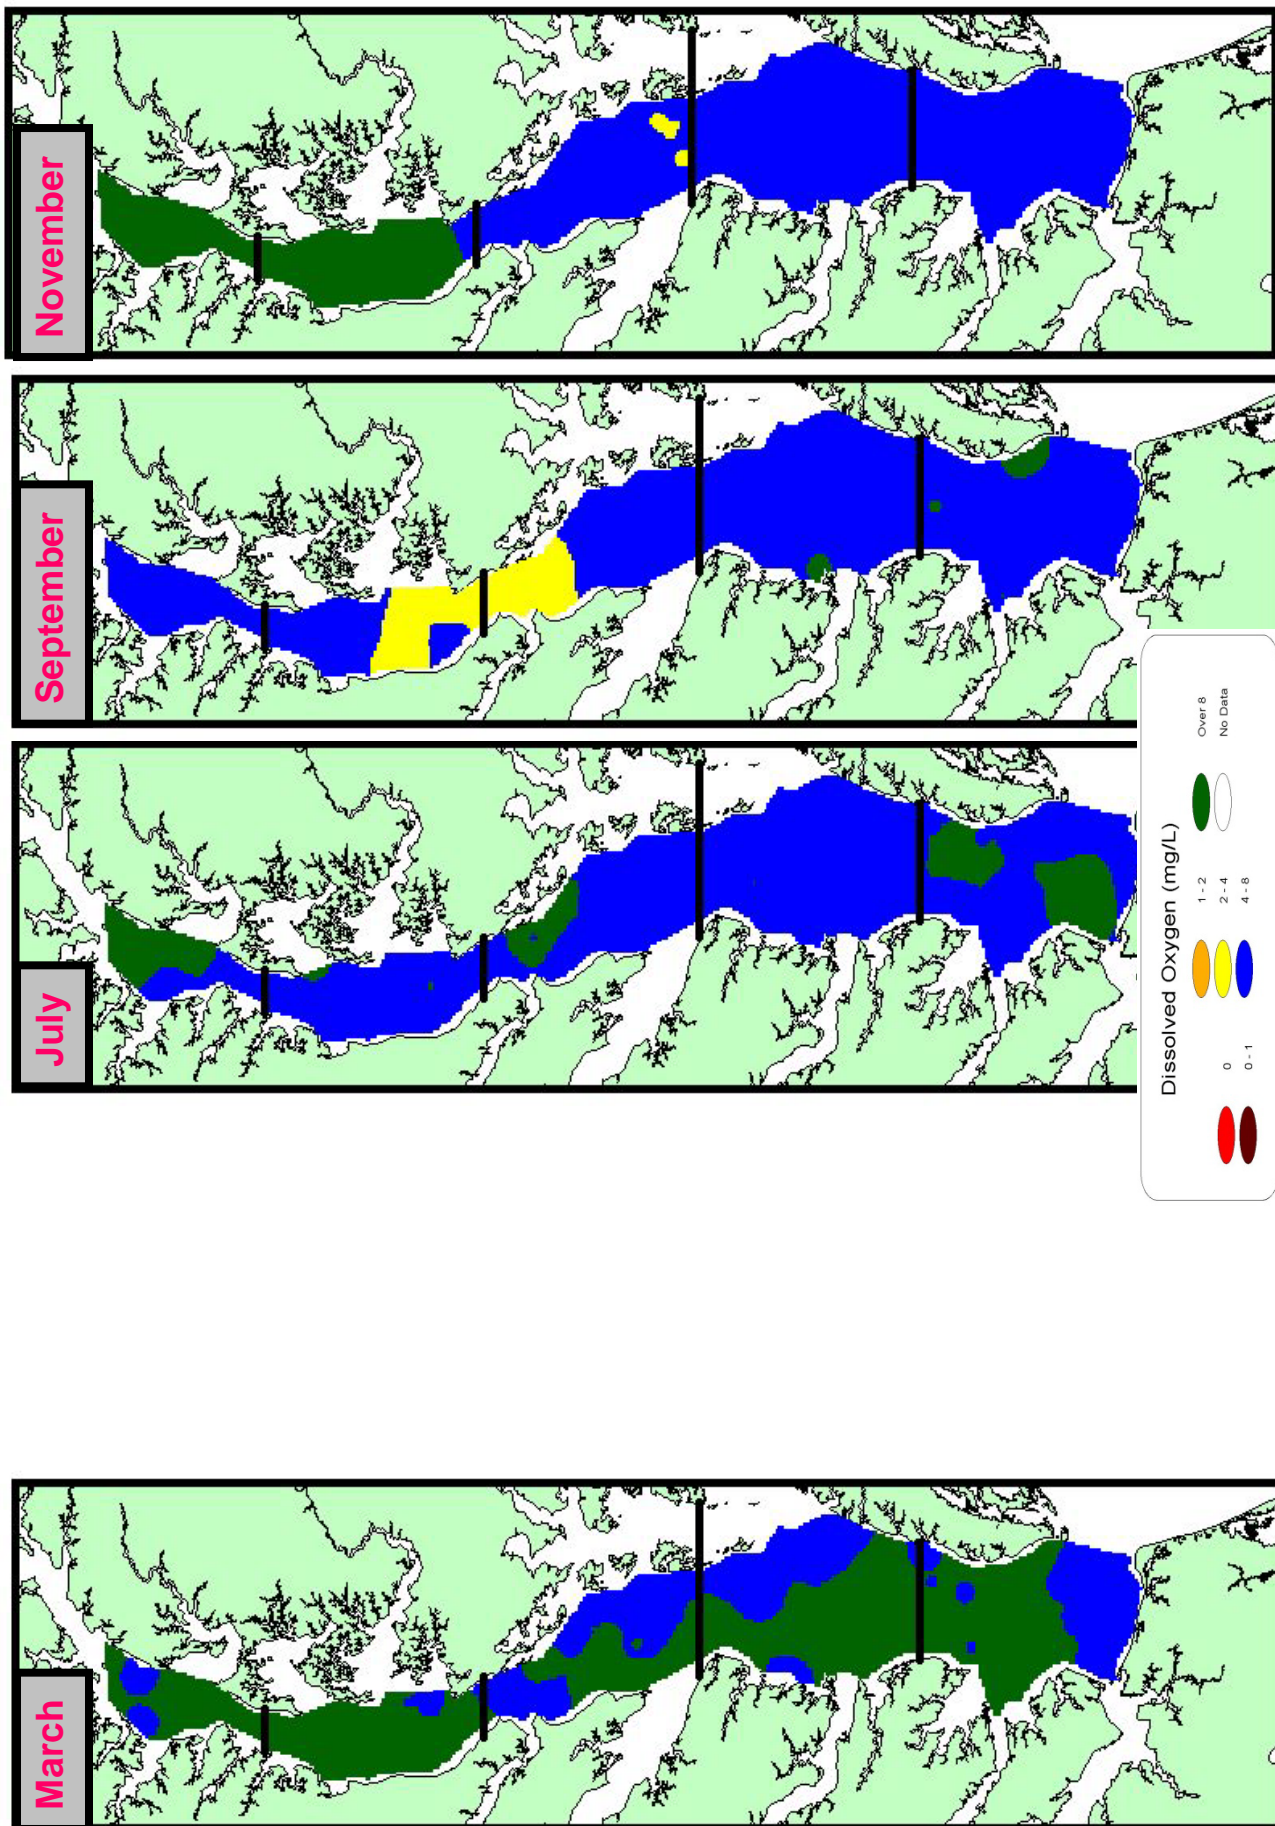 March
July
September
November
Dissolved Oxygen (mg/L)
0
0 - 1
1 - 2
2 - 4
4 - 8
Over 8
No Data